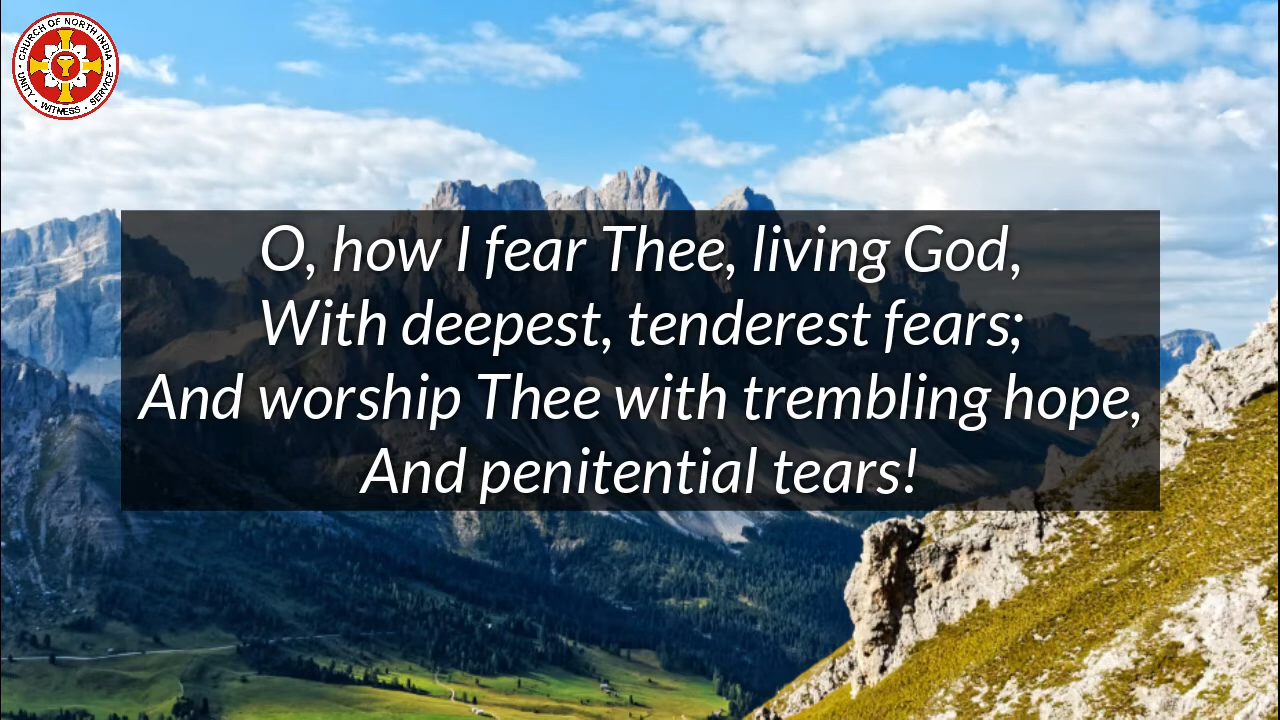 CHURCH OF NORTH INDIA
UNITY · WITNESS · SERVICE
O, how I fear Thee, living God,
With deepest, tenderest fears;
And worship Thee with trembling hope,
And penitential tears!